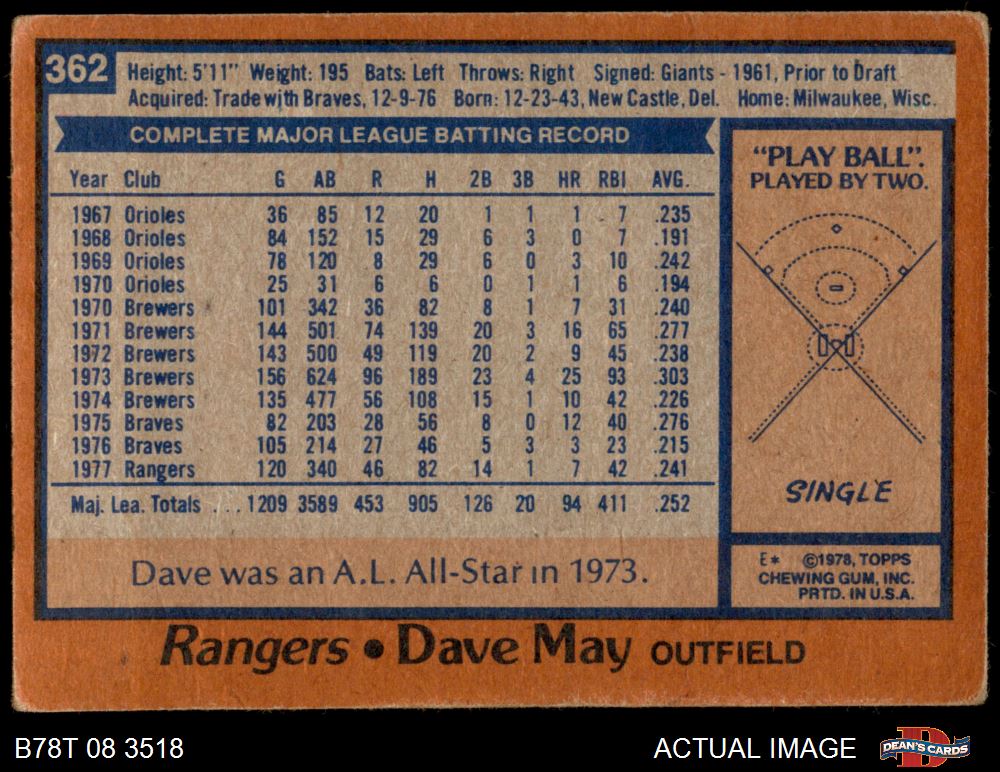 362
Height: 5'11" Weight: 195 Bats: Left Throws: Right Signed: Giants - 1961, Prior to Draft
Acquired: Trade with Braves, 12-9-76 Born: 12-23-43, New Castle, Del. Home: Milwaukee, Wisc.
COMPLETE MAJOR LEAGUE BATTING RECORD
Year Club G AB R H 2B 3B HR RBI AVG.
1967 Orioles 36 85 12 20 1 1 1 7 .235
1968 Orioles 84 152 15 29 6 3 0 7 .191
1969 Orioles 78 120 8 29 6 0 3 10 .242
1970 Orioles 25 31 6 6 0 1 1 6 .194
1970 Brewers 101 342 36 82 8 1 7 31 .240
1971 Brewers 144 501 74 139 20 3 16 65 .277
1972 Brewers 143 500 49 119 20 2 9 45 .238
1973 Brewers 156 624 96 189 23 4 25 93 .303
1974 Brewers 135 477 56 108 15 1 10 42 .226
1975 Braves 82 203 28 56 8 0 12 40 .276
1976 Braves 105 214 27 46 5 3 3 23 .215
1977 Rangers 120 340 46 82 14 1 7 42 .241
Maj. Lea. Totals ... 1209 3589 453 905 126 20 94 411 .252
Dave was an A.L. All-Star in 1973.
"PLAY BALL".
PLAYED BY TWO.
SINGLE
E* ©1978, TOPPS
CHEWING GUM, INC.
PRTD. IN U.S.A.
Rangers • Dave May OUTFIELD
B78T 08 3518
ACTUAL IMAGE
D
DEAN'S CARDS